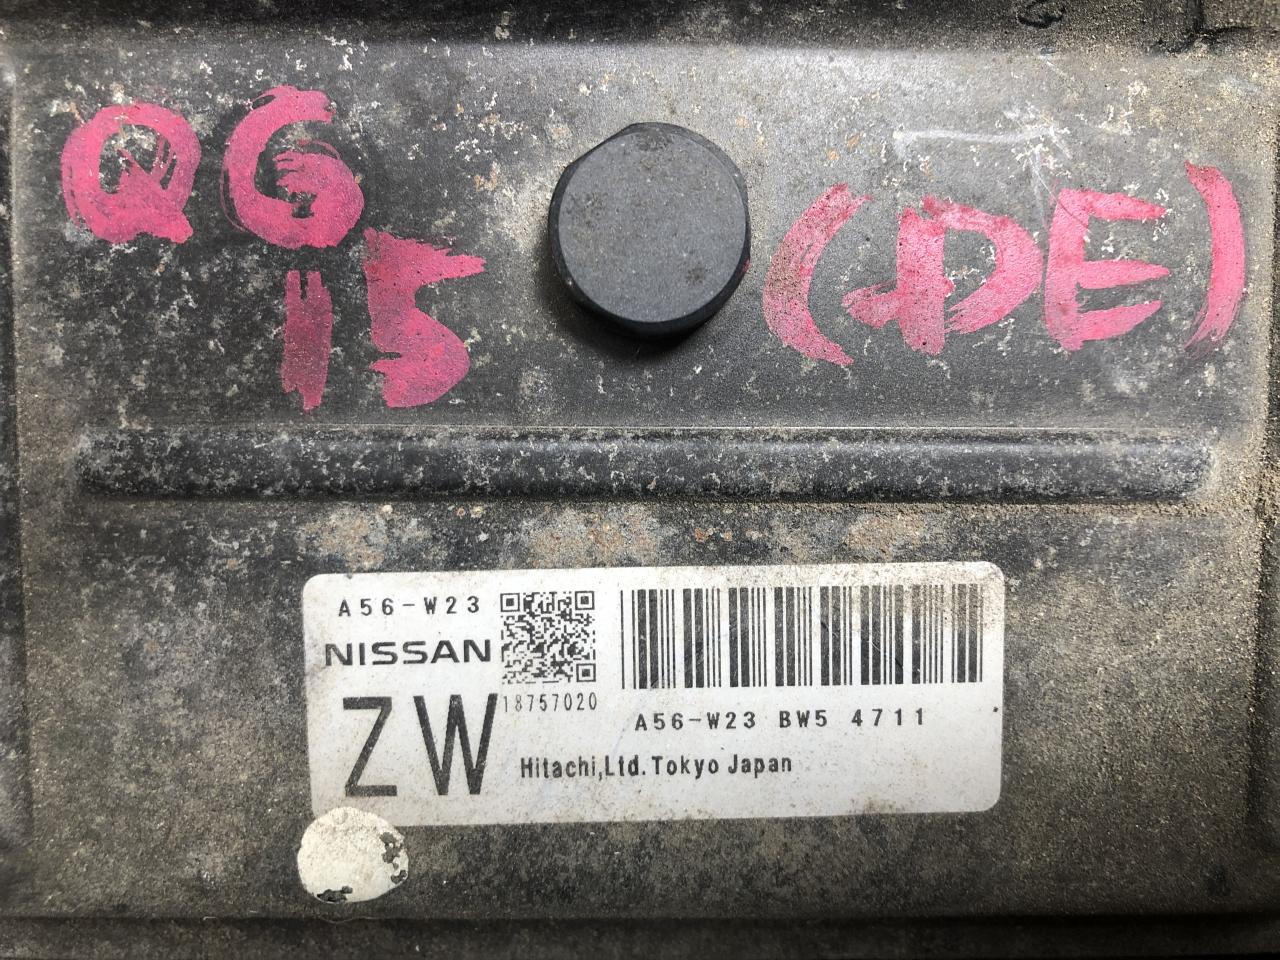 QG
15
(DE)
A56-W23
NISSAN
18757020
ZW
A56-W23 BW5 4711
Hitachi,Ltd.Tokyo Japan